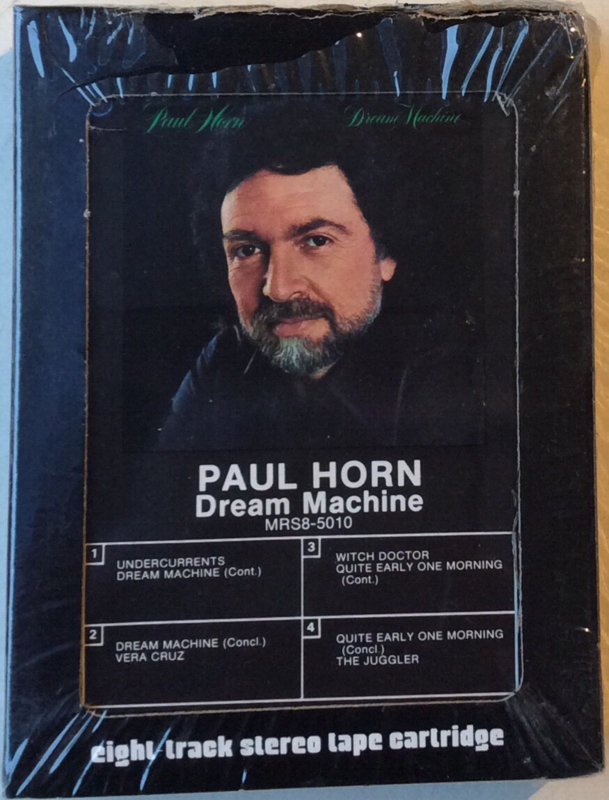 Paul Horn Dream Machine
PAUL HORN
Dream Machine
MRS8-5010
1
UNDERCURRENTS
DREAM MACHINE (Cont.)
2
DREAM MACHINE (Concl.)
VERA CRUZ
3
WITCH DOCTOR
QUITE EARLY ONE MORNING
(Cont.)
4
QUITE EARLY ONE MORNING
(Concl.)
THE JUGGLER
eight-track stereo tape cartridge